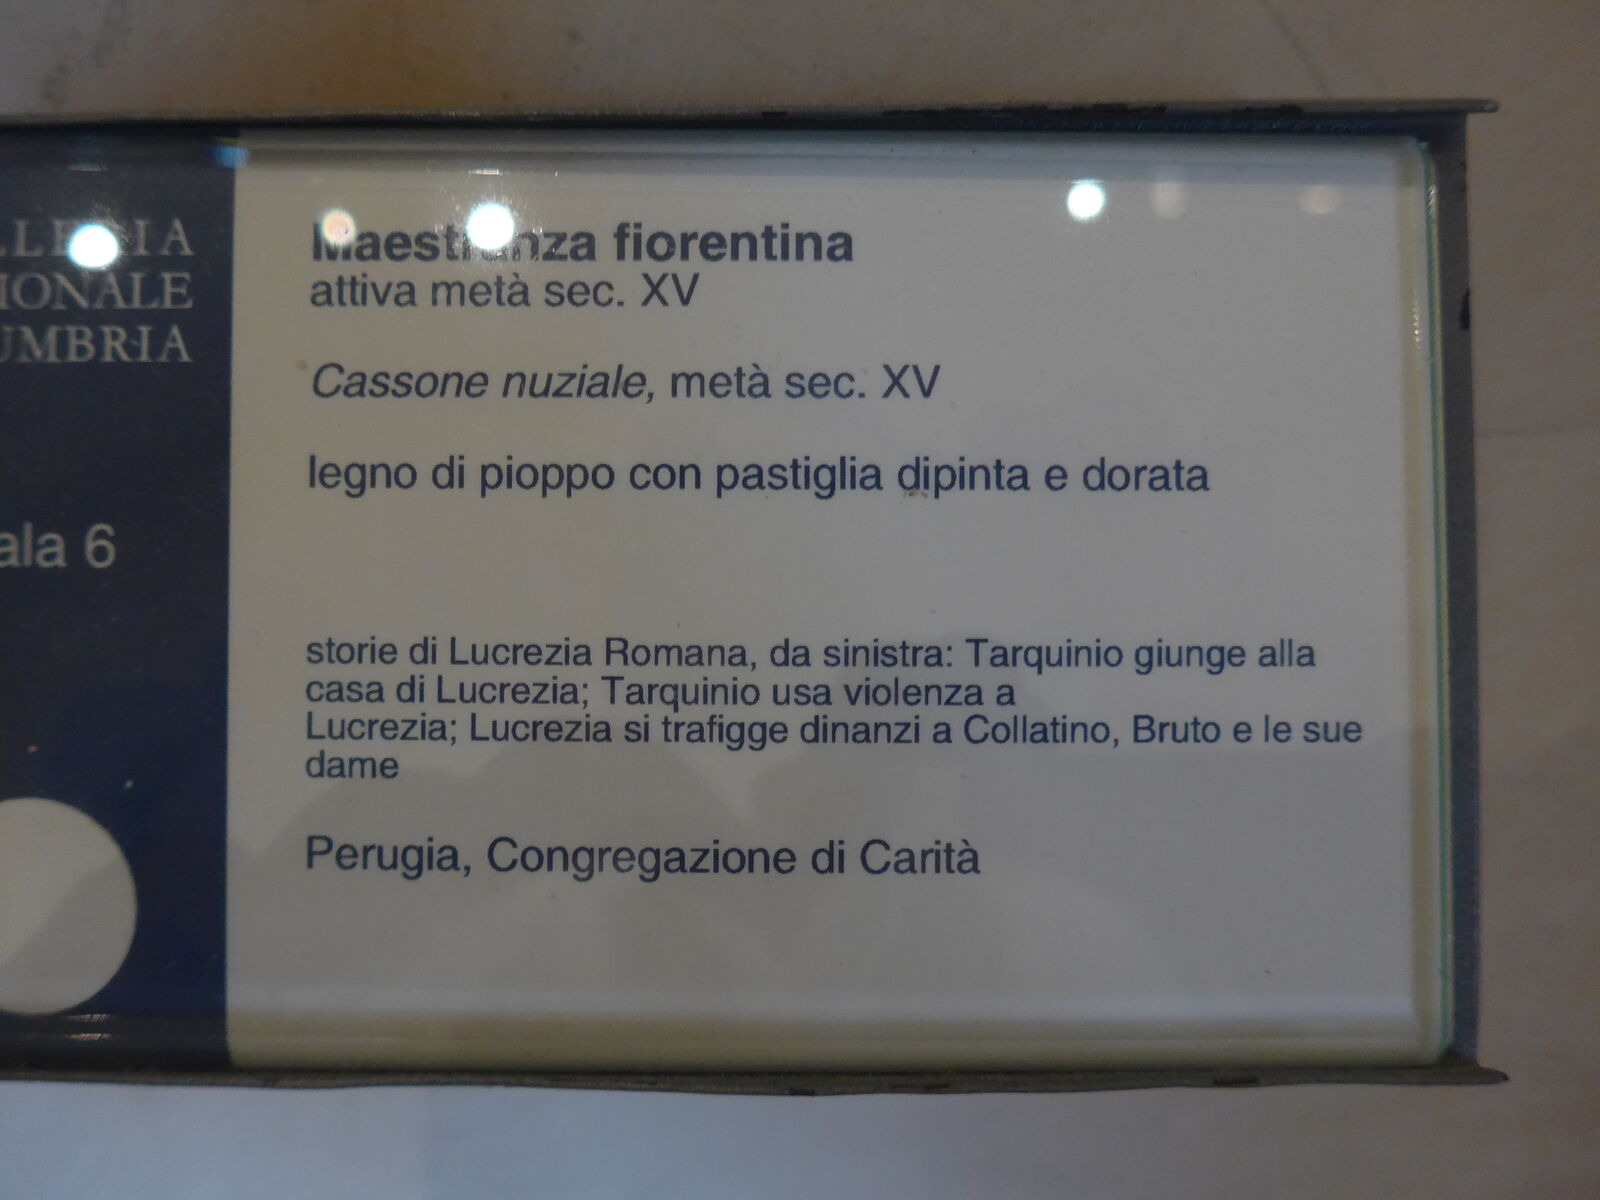 UMBRIA
6
Maestranza fiorentina
attiva metà sec. XV
Cassone nuziale, metà sec. XV
legno di pioppo con pastiglia dipinta e dorata
storie di Lucrezia Romana, da sinistra: Tarquinio giunge alla
casa di Lucrezia; Tarquinio usa violenza a
Lucrezia; Lucrezia si trafigge dinanzi a Collatino, Bruto e le sue
dame
Perugia, Congregazione di Carità